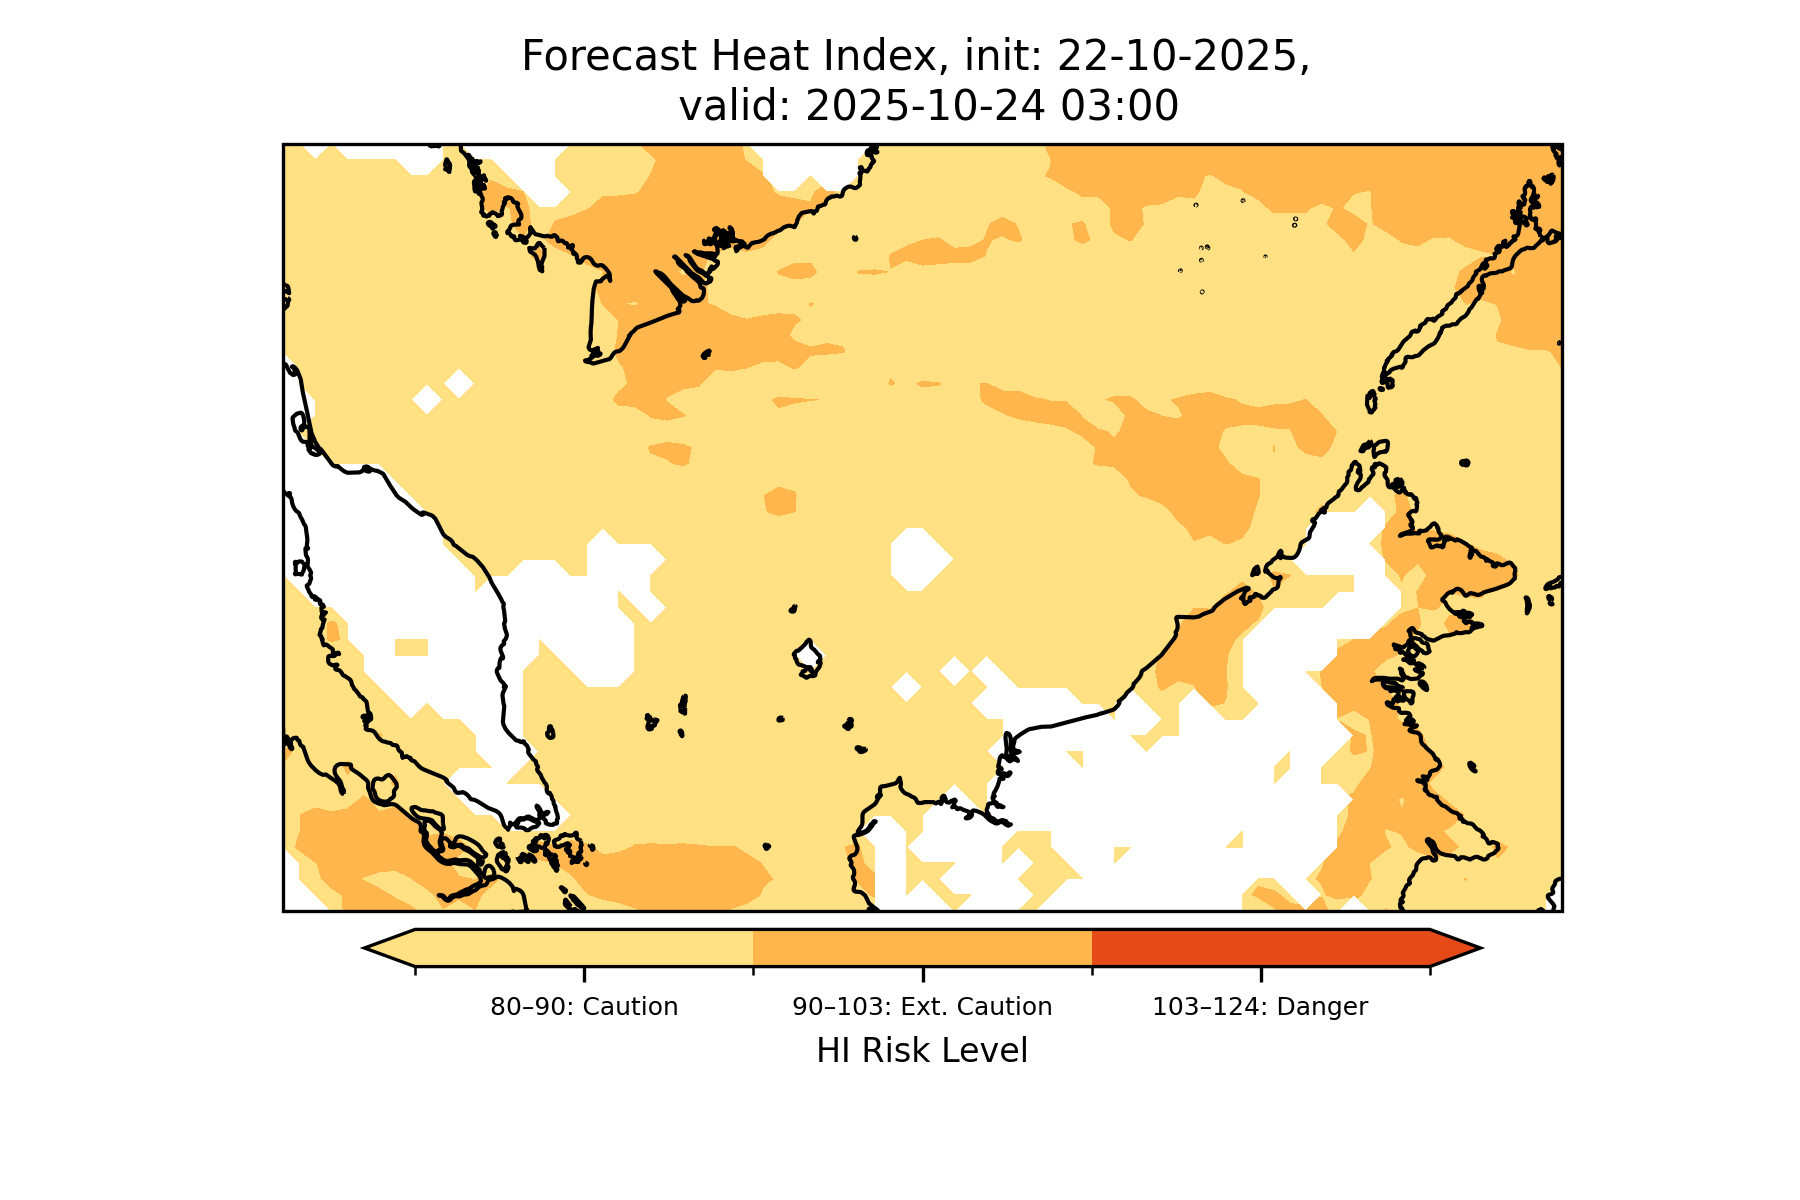 Forecast Heat Index, init: 22-10-2025,
valid: 2025-10-24 03:00
80–90: Caution
90–103: Ext. Caution
103–124: Danger
HI Risk Level